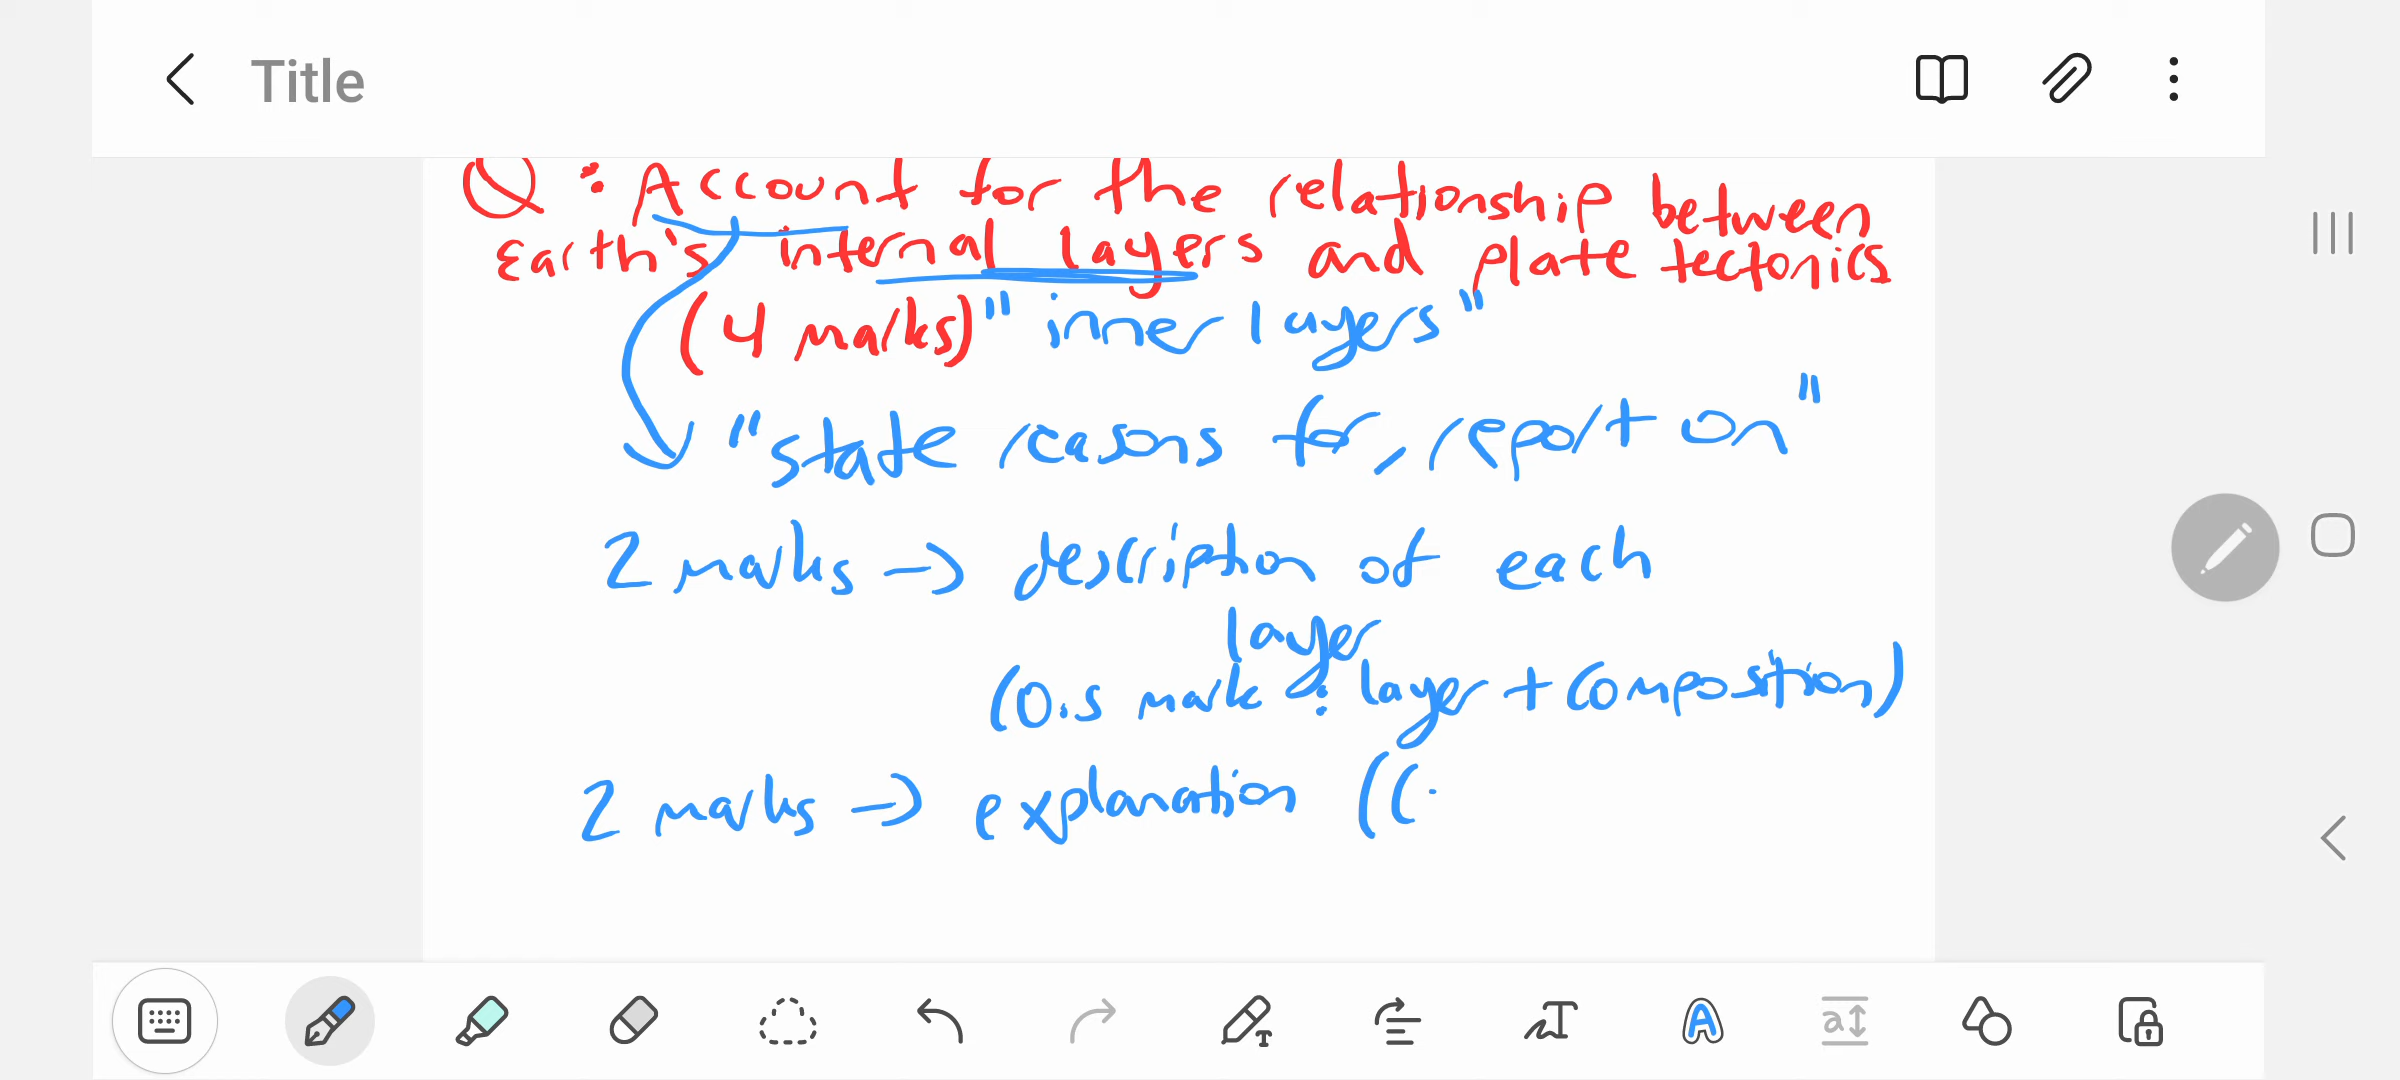 Title
Q: Account for the relationship between
Earth's internal layers and plate tectonics
(4 marks) "inner layers"
"state reasons for, report on"
2 marks → description of each
layer
(0.5 mark: layer + composition)
2 marks → explanation ((